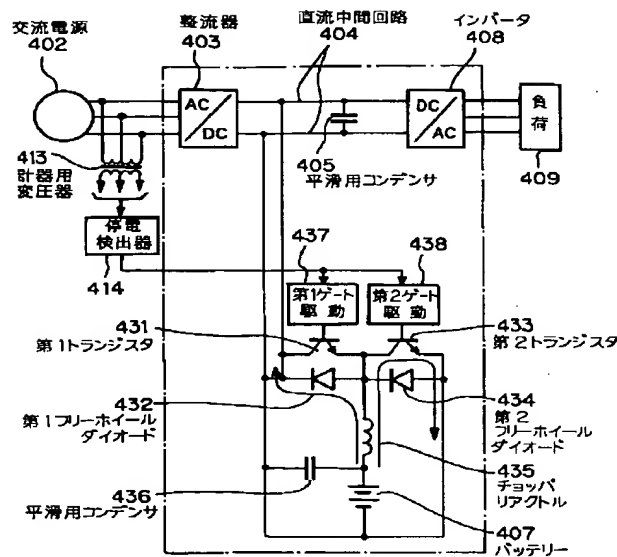 交流電源
402
整流器
403
直流中間回路
404
インバータ
408
AC
DC
DC
AC
負荷
409
405
平滑用コンデンサ
413
計器用
変圧器
停電
検出器
414
437
438
第1ゲート
駆動
第2ゲート
駆動
431
第1トランジスタ
433
第2トランジスタ
432
第1フリーホイール
ダイオード
434
第2
フリーホイール
ダイオード
435
チョッパ
リアクトル
436
平滑用コンデンサ
407
バッテリー